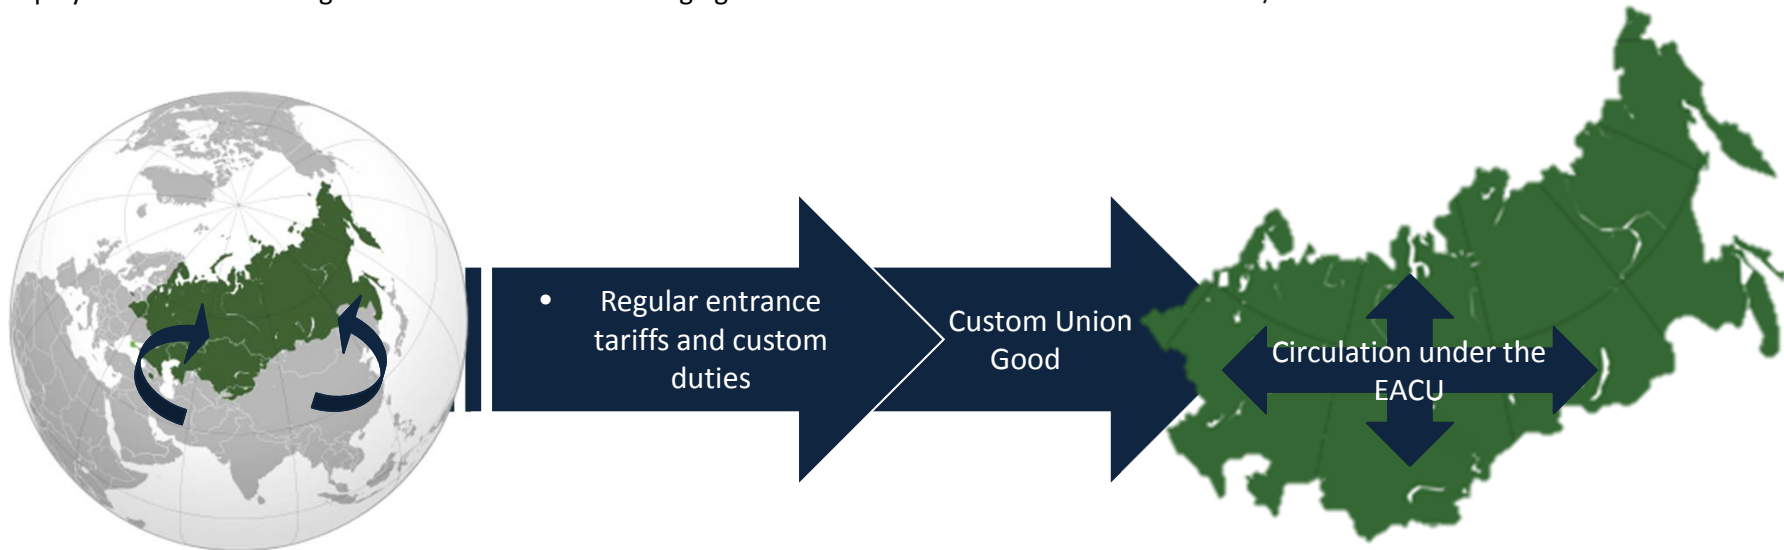 • Regular entrance
tariffs and custom
duties
Custom Union
Good
Circulation under the
EACU